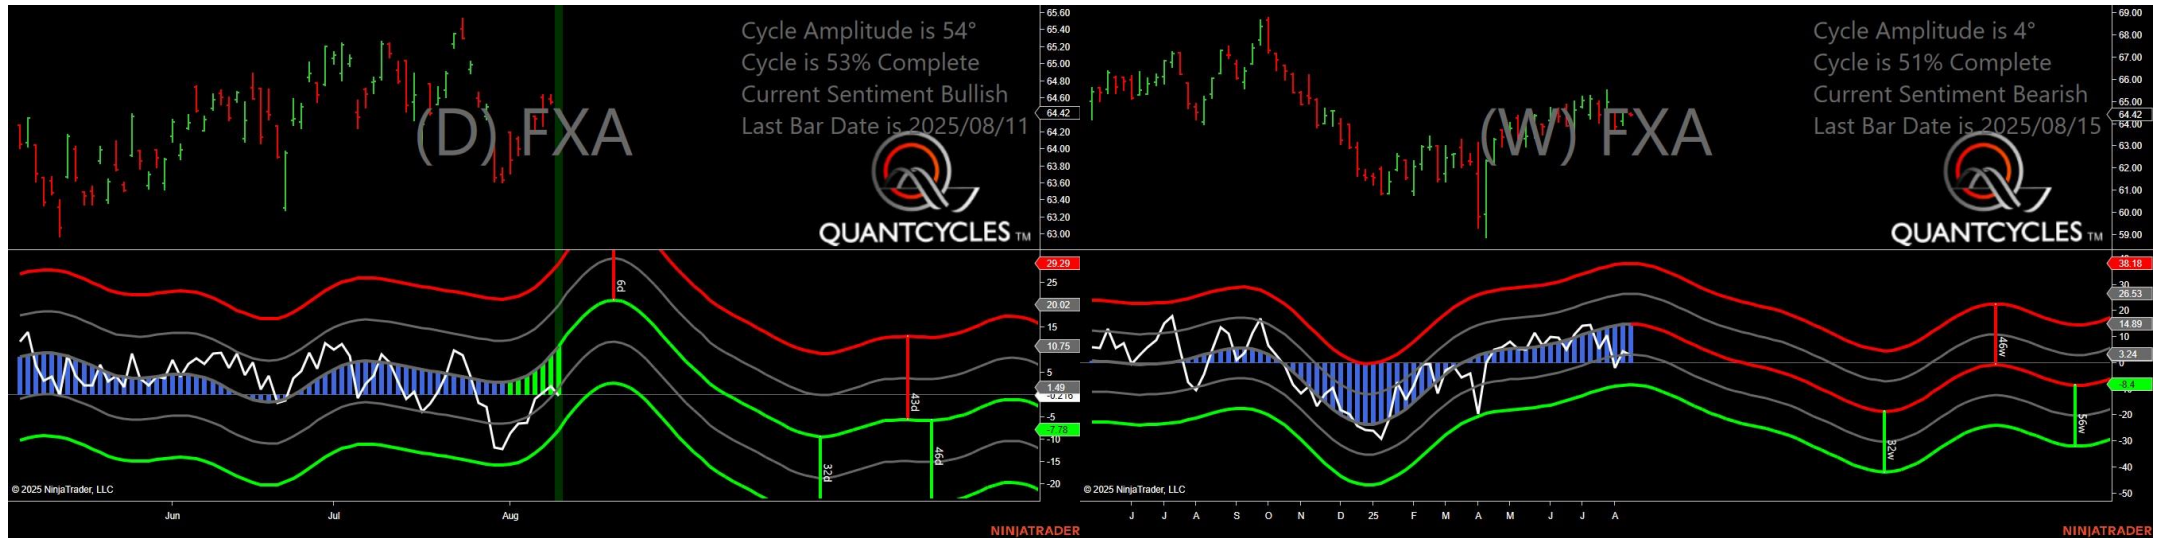 Cycle Amplitude is 54°
Cycle is 53% Complete
Current Sentiment Bullish
Last Bar Date is 2025/08/11
(D) FXA
QUANTCYCLES TM
65.60
65.40
65.20
65.00
64.80
64.60
64.42
64.20
64.00
63.80
63.60
63.40
63.20
63.00
29.29
25
20.02
15
10.75
5
1.49
-0.216
-5
-7.78
-10
-15
-20
6d
32d
43d
46d
© 2025 NinjaTrader, LLC
Jun Jul Aug
NINJATRADER
Cycle Amplitude is 4°
Cycle is 51% Complete
Current Sentiment Bearish
Last Bar Date is 2025/08/15
(W) FXA
QUANTCYCLES TM
69.00
68.00
67.00
66.00
65.00
64.42
64.00
63.00
62.00
61.00
60.00
59.00
38.18
30
26.53
20
14.89
10
3.24
0
-8.4
-20
-30
-40
-50
32w
46w
56w
© 2025 NinjaTrader, LLC
J J A S O N D 25 F M A M J J A
NINJATRADER